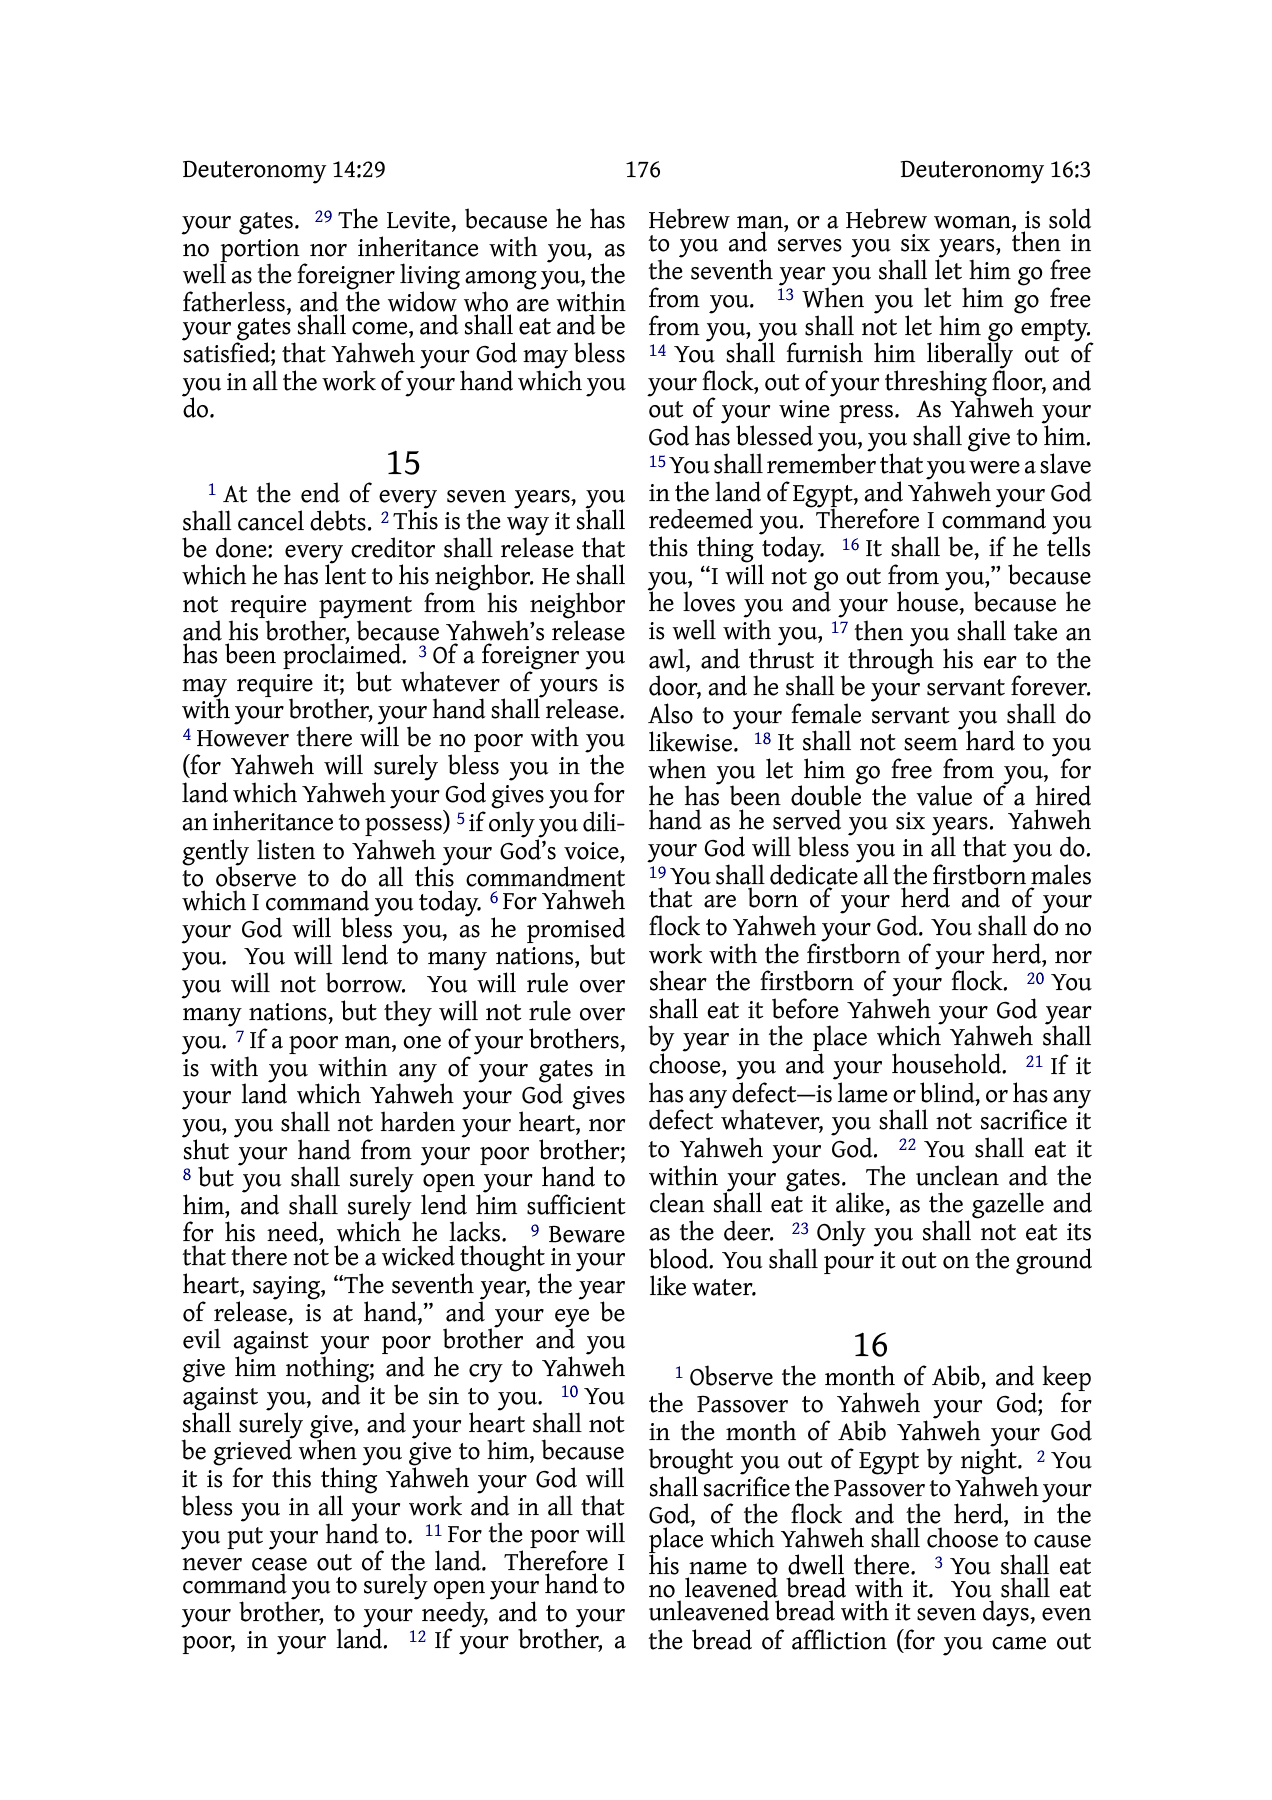 Deuteronomy 14:29 176 Deuteronomy 16:3
your gates. 29 The Levite, because he has
no portion nor inheritance with you, as
well as the foreigner living among you, the
fatherless, and the widow who are within
your gates shall come, and shall eat and be
satisfied; that Yahweh your God may bless
you in all the work of your hand which you
do.
15
1 At the end of every seven years, you
shall cancel debts. 2 This is the way it shall
be done: every creditor shall release that
which he has lent to his neighbor. He shall
not require payment from his neighbor
and his brother, because Yahweh’s release
has been proclaimed. 3 Of a foreigner you
may require it; but whatever of yours is
with your brother, your hand shall release.
4 However there will be no poor with you
(for Yahweh will surely bless you in the
land which Yahweh your God gives you for
an inheritance to possess) 5 if only you dili-
gently listen to Yahweh your God’s voice,
to observe to do all this commandment
which I command you today. 6 For Yahweh
your God will bless you, as he promised
you. You will lend to many nations, but
you will not borrow. You will rule over
many nations, but they will not rule over
you. 7 If a poor man, one of your brothers,
is with you within any of your gates in
your land which Yahweh your God gives
you, you shall not harden your heart, nor
shut your hand from your poor brother;
8 but you shall surely open your hand to
him, and shall surely lend him sufficient
for his need, which he lacks. 9 Beware
that there not be a wicked thought in your
heart, saying, “The seventh year, the year
of release, is at hand,” and your eye be
evil against your poor brother and you
give him nothing; and he cry to Yahweh
against you, and it be sin to you. 10 You
shall surely give, and your heart shall not
be grieved when you give to him, because
it is for this thing Yahweh your God will
bless you in all your work and in all that
you put your hand to. 11 For the poor will
never cease out of the land. Therefore I
command you to surely open your hand to
your brother, to your needy, and to your
poor, in your land. 12 If your brother, a
Hebrew man, or a Hebrew woman, is sold
to you and serves you six years, then in
the seventh year you shall let him go free
from you. 13 When you let him go free
from you, you shall not let him go empty.
14 You shall furnish him liberally out of
your flock, out of your threshing floor, and
out of your wine press. As Yahweh your
God has blessed you, you shall give to him.
15 You shall remember that you were a slave
in the land of Egypt, and Yahweh your God
redeemed you. Therefore I command you
this thing today. 16 It shall be, if he tells
you, “I will not go out from you,” because
he loves you and your house, because he
is well with you, 17 then you shall take an
awl, and thrust it through his ear to the
door, and he shall be your servant forever.
Also to your female servant you shall do
likewise. 18 It shall not seem hard to you
when you let him go free from you, for
he has been double the value of a hired
hand as he served you six years. Yahweh
your God will bless you in all that you do.
19 You shall dedicate all the firstborn males
that are born of your herd and of your
flock to Yahweh your God. You shall do no
work with the firstborn of your herd, nor
shear the firstborn of your flock. 20 You
shall eat it before Yahweh your God year
by year in the place which Yahweh shall
choose, you and your household. 21 If it
has any defect—is lame or blind, or has any
defect whatever, you shall not sacrifice it
to Yahweh your God. 22 You shall eat it
within your gates. The unclean and the
clean shall eat it alike, as the gazelle and
as the deer. 23 Only you shall not eat its
blood. You shall pour it out on the ground
like water.
16
1 Observe the month of Abib, and keep
the Passover to Yahweh your God; for
in the month of Abib Yahweh your God
brought you out of Egypt by night. 2 You
shall sacrifice the Passover to Yahweh your
God, of the flock and the herd, in the
place which Yahweh shall choose to cause
his name to dwell there. 3 You shall eat
no leavened bread with it. You shall eat
unleavened bread with it seven days, even
the bread of affliction (for you came out